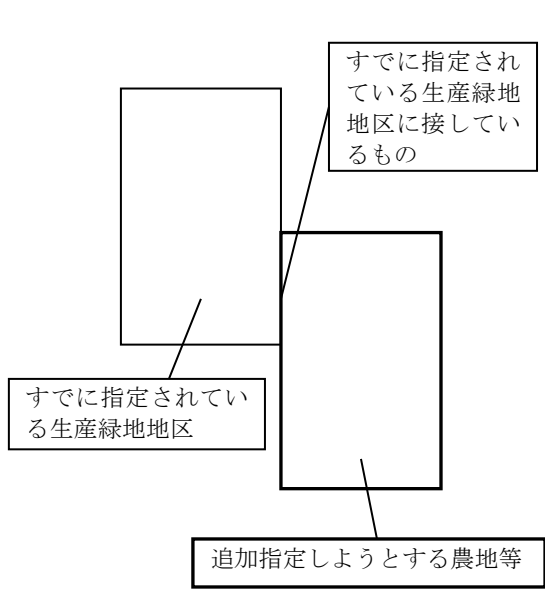 すでに指定され
ている生産緑地
地区に接してい
るもの
すでに指定されてい
る生産緑地地区
追加指定しようとする農地等